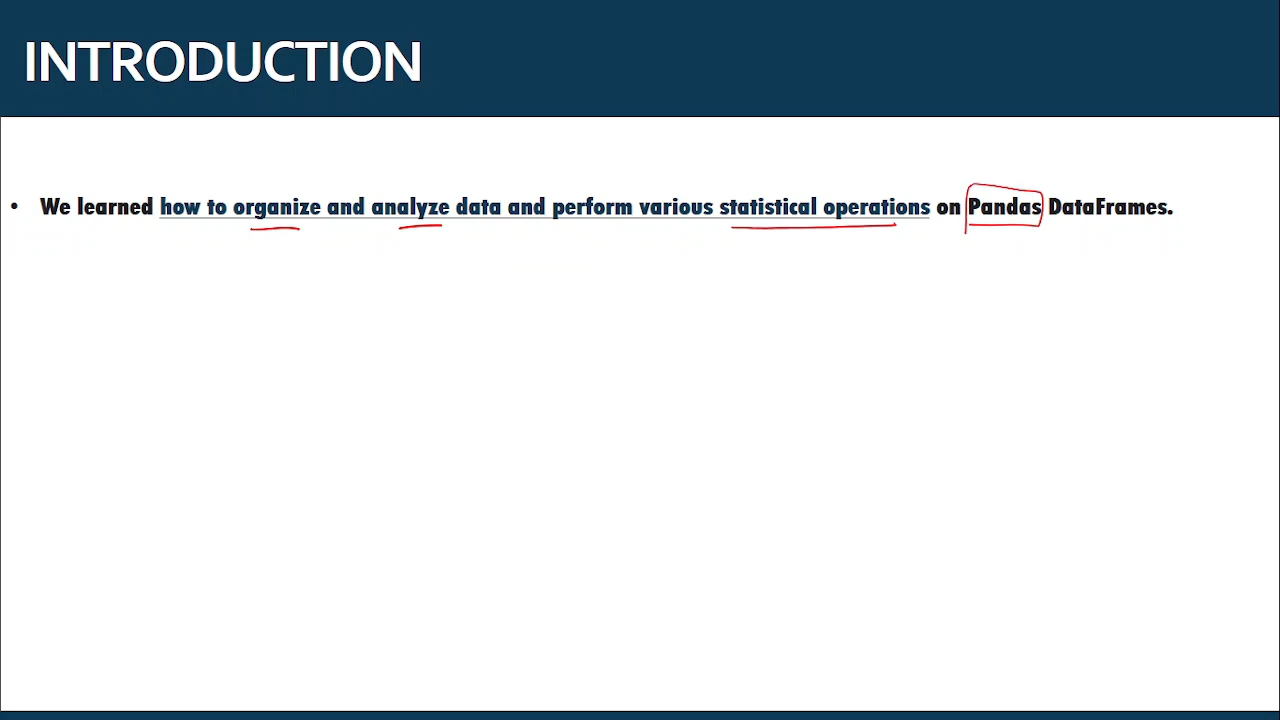 INTRODUCTION
• We learned how to organize and analyze data and perform various statistical operations on Pandas DataFrames.